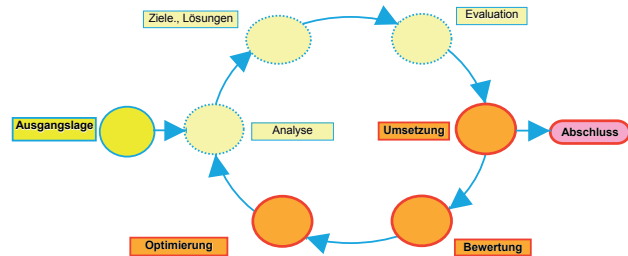 Ziele., Lösungen
Evaluation
Ausgangslage
Analyse
Umsetzung
Abschluss
Optimierung
Bewertung